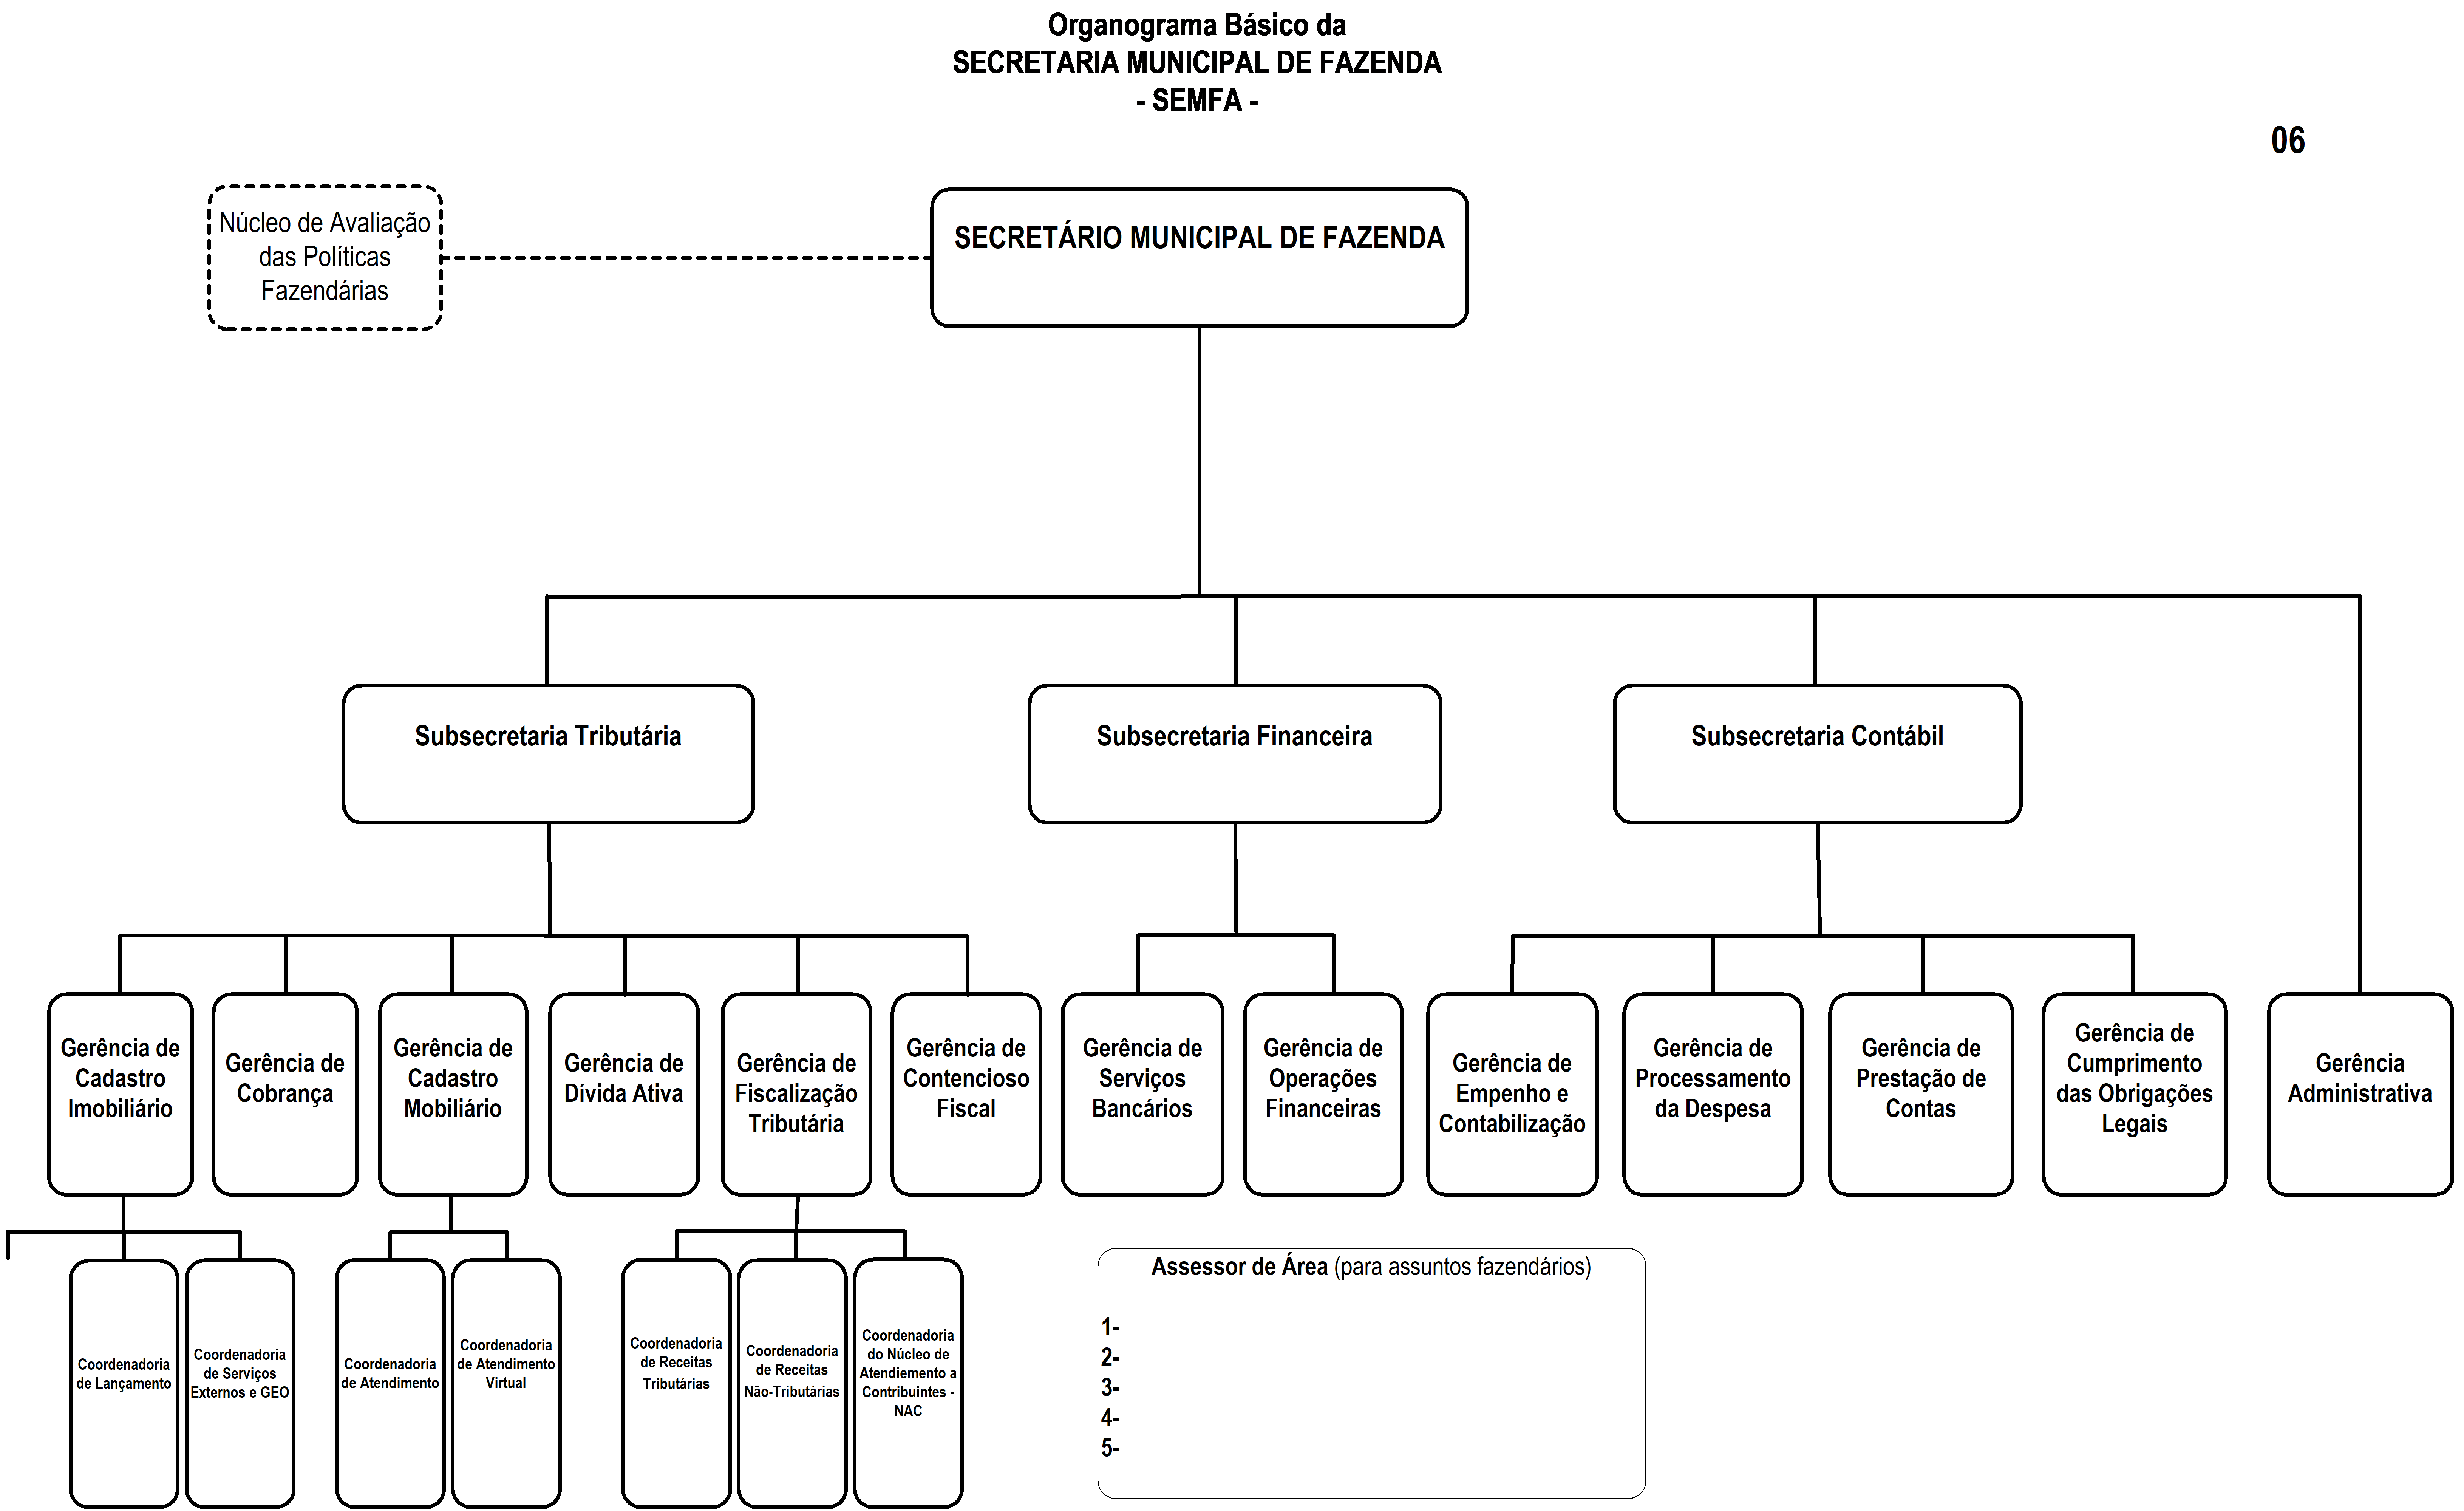 Organograma Básico da
SECRETARIA MUNICIPAL DE FAZENDA
- SEMFA -
06
Núcleo de Avaliação
das Políticas
Fazendárias
SECRETÁRIO MUNICIPAL DE FAZENDA
Subsecretaria Tributária
Subsecretaria Financeira
Subsecretaria Contábil
Gerência de
Cadastro
Imobiliário
Gerência de
Cobrança
Gerência de
Cadastro
Mobiliário
Gerência de
Dívida Ativa
Gerência de
Fiscalização
Tributária
Gerência de
Contencioso
Fiscal
Gerência de
Serviços
Bancários
Gerência de
Operações
Financeiras
Gerência de
Empenho e
Contabilização
Gerência de
Processamento
da Despesa
Gerência de
Prestação de
Contas
Gerência de
Cumprimento
das Obrigações
Legais
Gerência
Administrativa
Coordenadoria
de Lançamento
Coordenadoria
de Serviços
Externos e GEO
Coordenadoria
de Atendimento
Coordenadoria
de Atendimento
Virtual
Coordenadoria
de Receitas
Tributárias
Coordenadoria
de Receitas
Não-Tributárias
Coordenadoria
do Núcleo de
Atendiemento a
Contribuintes -
NAC
Assessor de Área (para assuntos fazendários)
1-
2-
3-
4-
5-